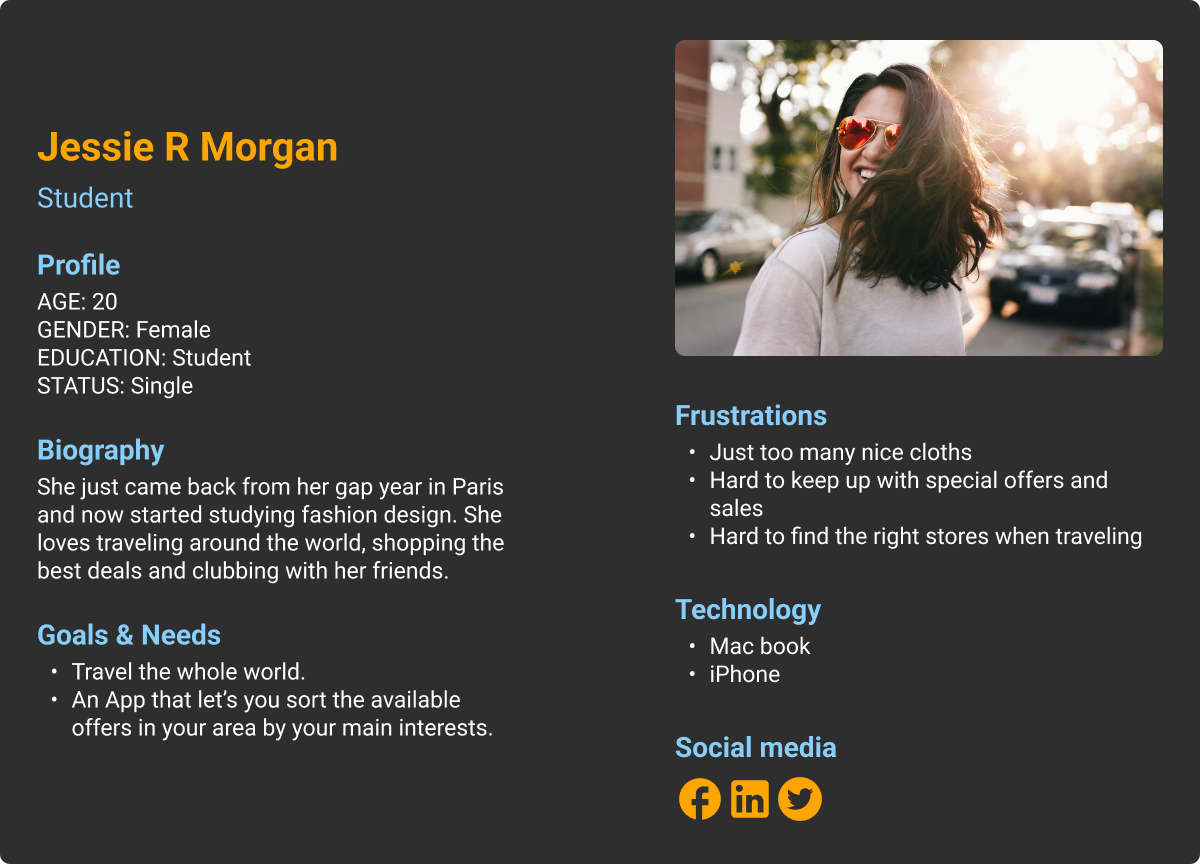 Jessie R Morgan
Student
Profile
AGE: 20
GENDER: Female
EDUCATION: Student
STATUS: Single
Biography
She just came back from her gap year in Paris
and now started studying fashion design. She
loves traveling around the world, shopping the
best deals and clubbing with her friends.
Goals & Needs
• Travel the whole world.
• An App that let’s you sort the available
offers in your area by your main interests.
Frustrations
• Just too many nice cloths
• Hard to keep up with special offers and
sales
• Hard to find the right stores when traveling
Technology
• Mac book
• iPhone
Social media